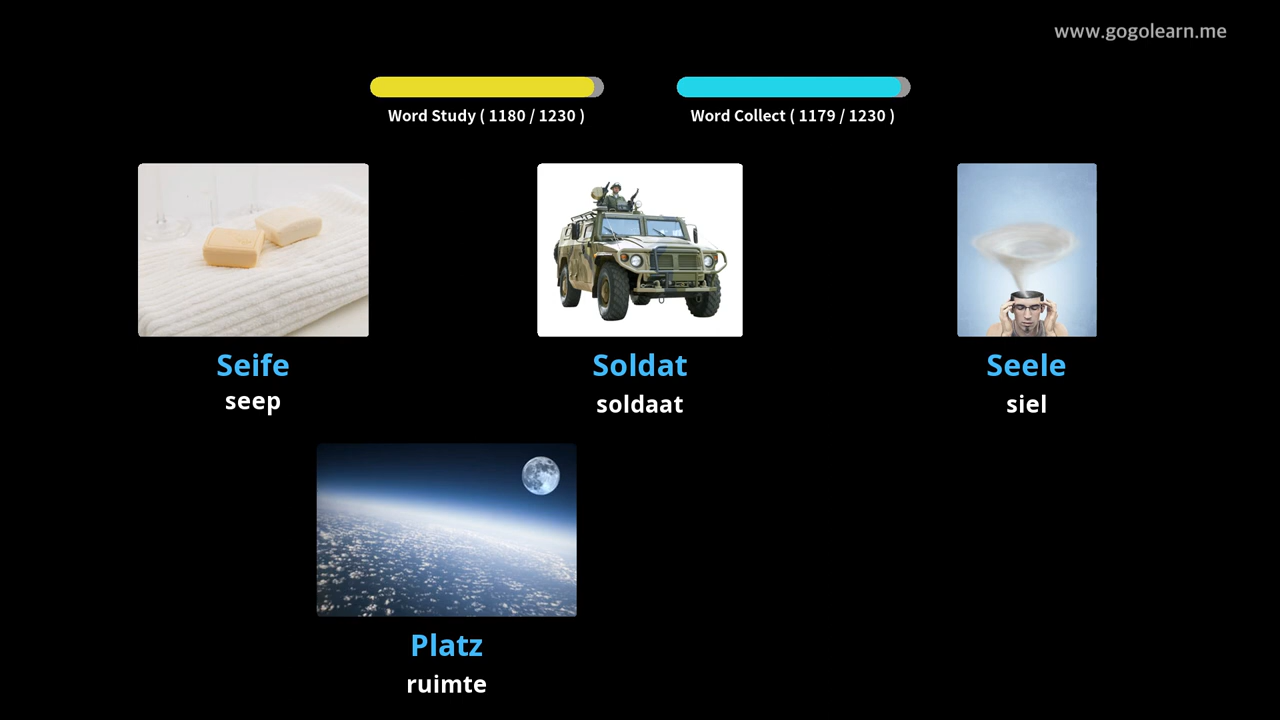 www.gogolearn.me
Word Study ( 1180 / 1230 )
Word Collect ( 1179 / 1230 )
Seife
seep
Soldat
soldaat
Seele
siel
Platz
ruimte